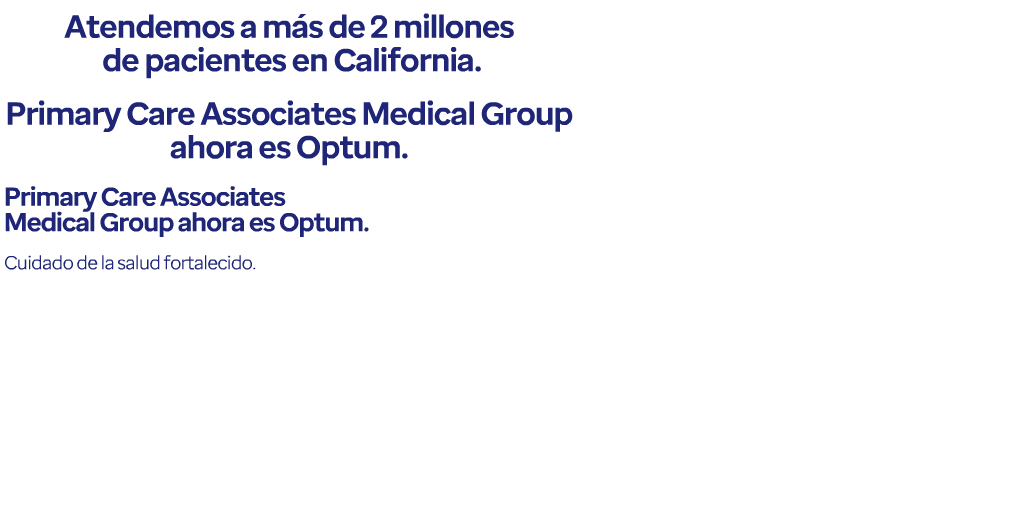 Atendemos a más de 2 millones
de pacientes en California.
Primary Care Associates Medical Group
ahora es Optum.
Primary Care Associates
Medical Group ahora es Optum.
Cuidado de la salud fortalecido.